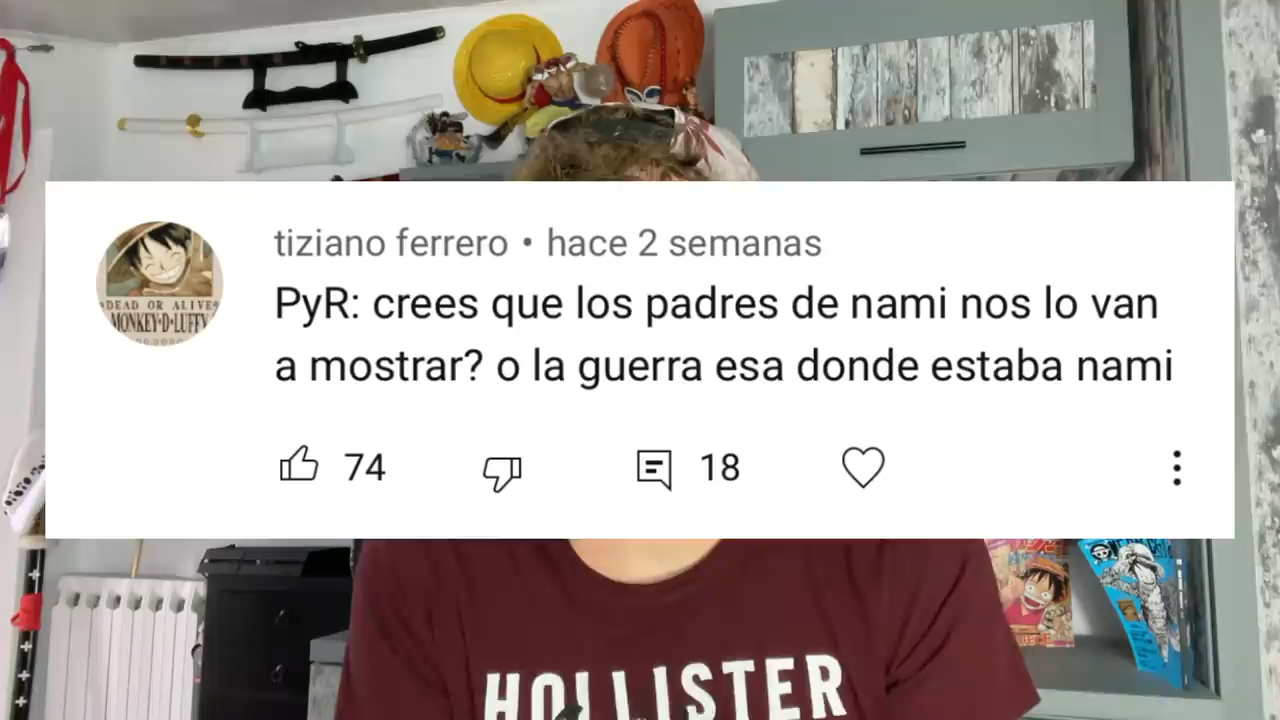 tiziano ferrero • hace 2 semanas
PyR: crees que los padres de nami nos lo van
a mostrar? o la guerra esa donde estaba nami
DEAD OR ALIVE
MONKEY•D•LUFFY
74
18
HOLLISTER